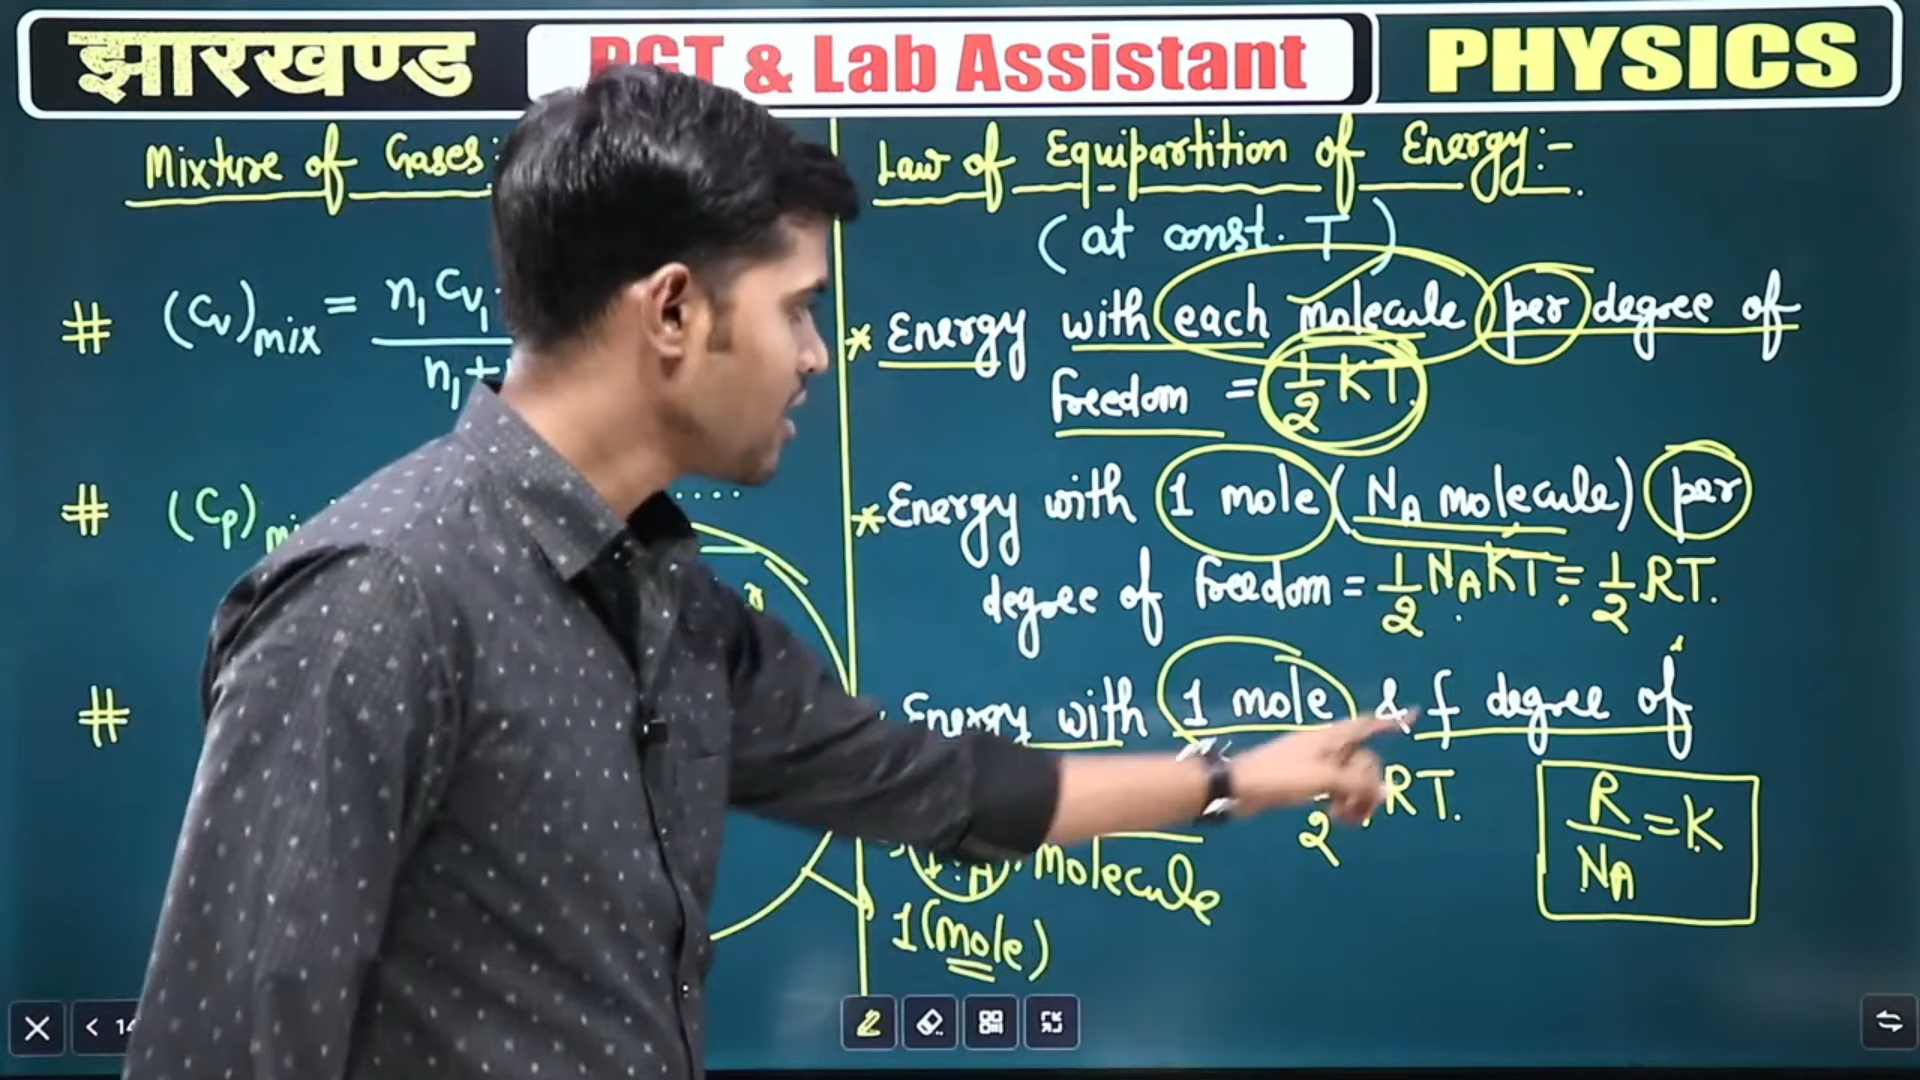 झारखण्ड PGT & Lab Assistant PHYSICS
Mixture of Gases:
# (Cv)mix = n₁Cv₁
n₁+
# (Cp)mi ....
#
Law of Equipartition of Energy:-
(at const. T)
* Energy with each molecule per degree of
freedom = 1/2 KT.
* Energy with 1 mole (NA molecule) per
degree of freedom = 1/2 NAKT = 1/2 RT.
Energy with 1 mole & f degree of
2 RT.
R/NA = K
molecule
1 (mole)
< 14